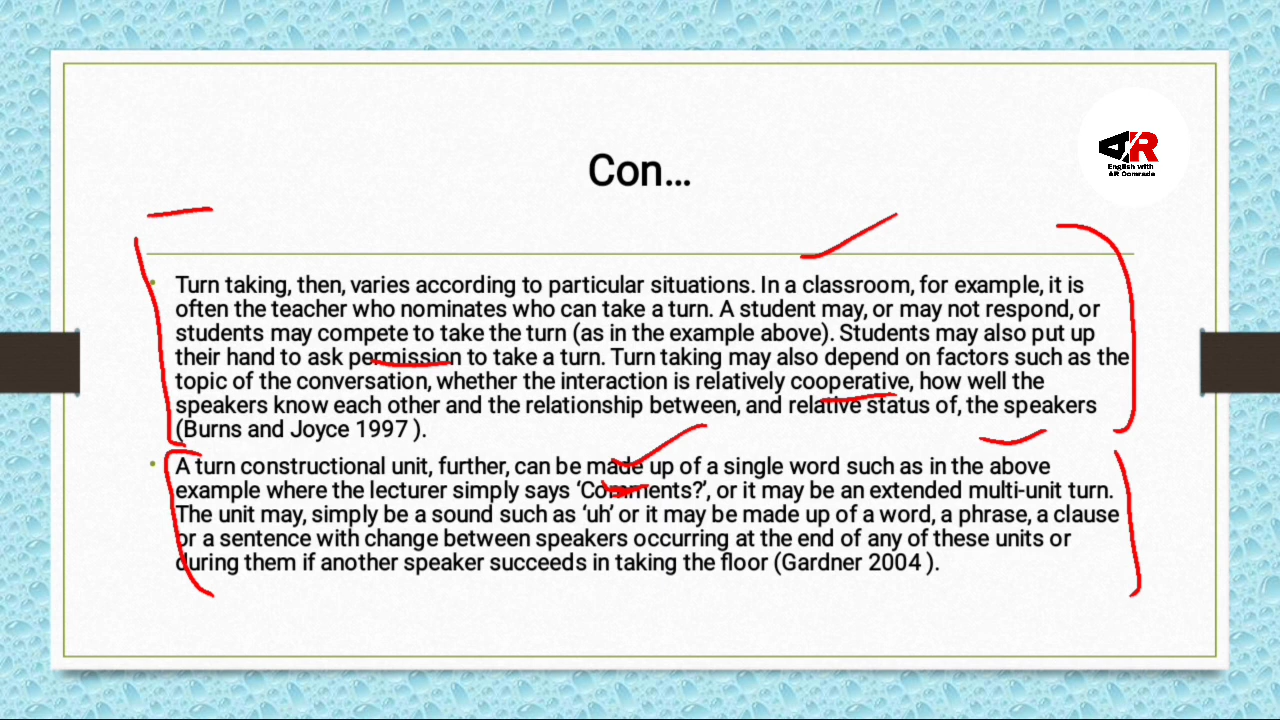 Con...
AR
English with
AR Comrade
Turn taking, then, varies according to particular situations. In a classroom, for example, it is
often the teacher who nominates who can take a turn. A student may, or may not respond, or
students may compete to take the turn (as in the example above). Students may also put up
their hand to ask permission to take a turn. Turn taking may also depend on factors such as the
topic of the conversation, whether the interaction is relatively cooperative, how well the
speakers know each other and the relationship between, and relative status of, the speakers
(Burns and Joyce 1997 ).
A turn constructional unit, further, can be made up of a single word such as in the above
example where the lecturer simply says ‘Comments?’, or it may be an extended multi-unit turn.
The unit may, simply be a sound such as ‘uh’ or it may be made up of a word, a phrase, a clause
or a sentence with change between speakers occurring at the end of any of these units or
during them if another speaker succeeds in taking the floor (Gardner 2004 ).